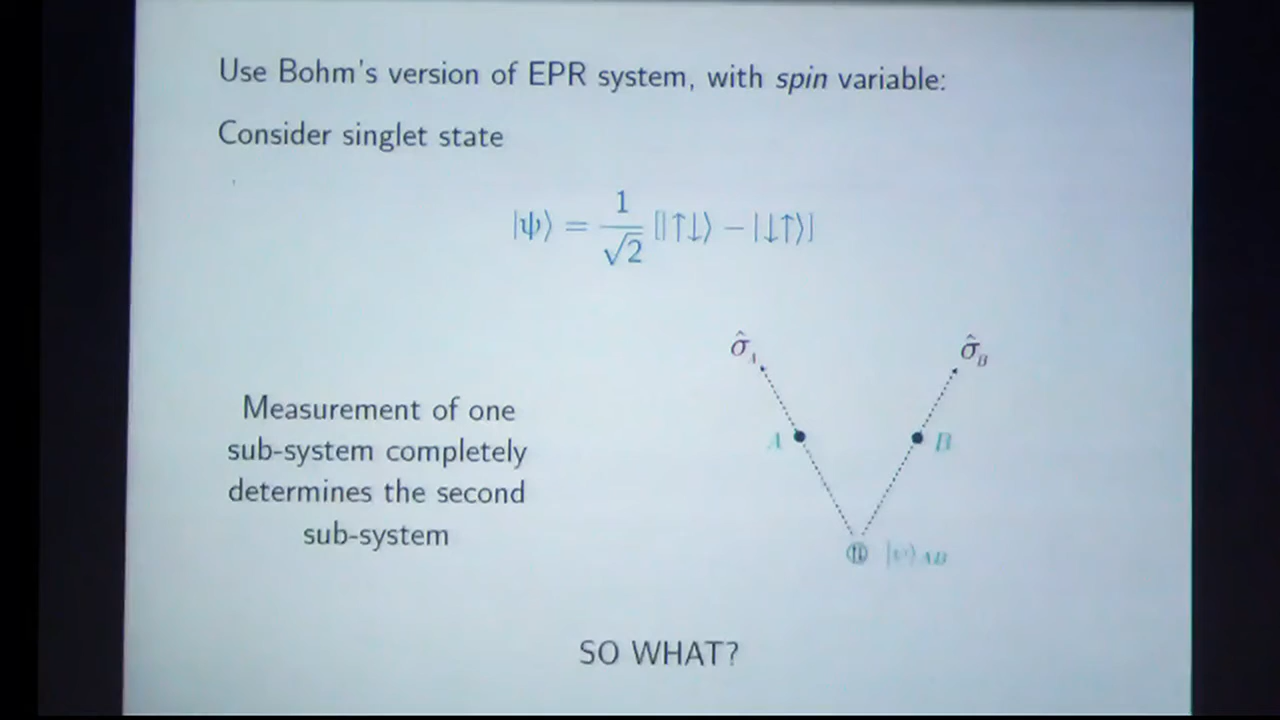 Use Bohm's version of EPR system, with spin variable:
Consider singlet state
|ψ⟩ = 1/√2 [|↑↓⟩ − |↓↑⟩]
σ̂_A
σ̂_B
Measurement of one
sub-system completely
determines the second
sub-system
A
B
|ψ⟩_AB
SO WHAT?